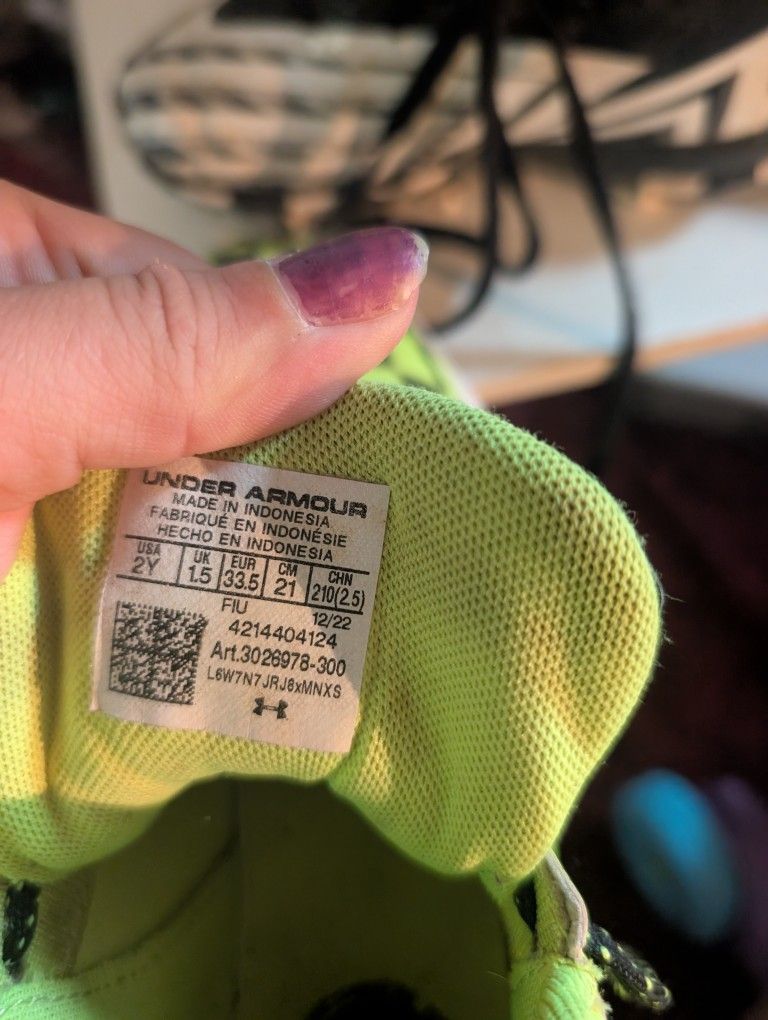 UNDER ARMOUR
MADE IN INDONESIA
FABRIQUÉ EN INDONÉSIE
HECHO EN INDONESIA
USA UK EUR CM CHN
2Y 1.5 33.5 21 210(2.5)
FIU 12/22
4214404124
Art.3026978-300
L6W7N7JRJ8xMNXS